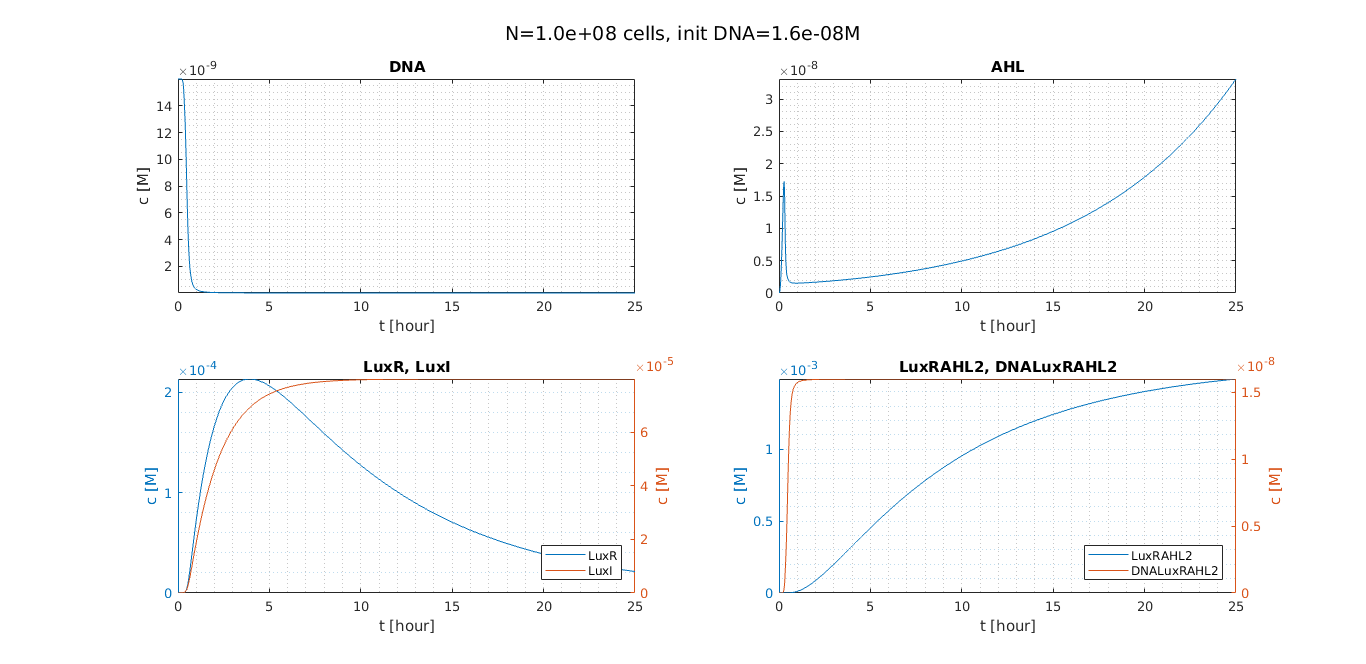 N=1.0e+08 cells, init DNA=1.6e-08M
×10^-9
DNA
14
12
10
8
6
4
2
c [M]
0 5 10 15 20 25
t [hour]
×10^-8
AHL
3
2.5
2
1.5
1
0.5
0
c [M]
0 5 10 15 20 25
t [hour]
×10^-4
LuxR, LuxI
×10^-5
2
1
0
c [M]
6
4
2
0
c [M]
LuxR
LuxI
0 5 10 15 20 25
t [hour]
×10^-3
LuxRAHL2, DNALuxRAHL2
×10^-8
1
0.5
0
c [M]
1.5
1
0.5
0
c [M]
LuxRAHL2
DNALuxRAHL2
0 5 10 15 20 25
t [hour]